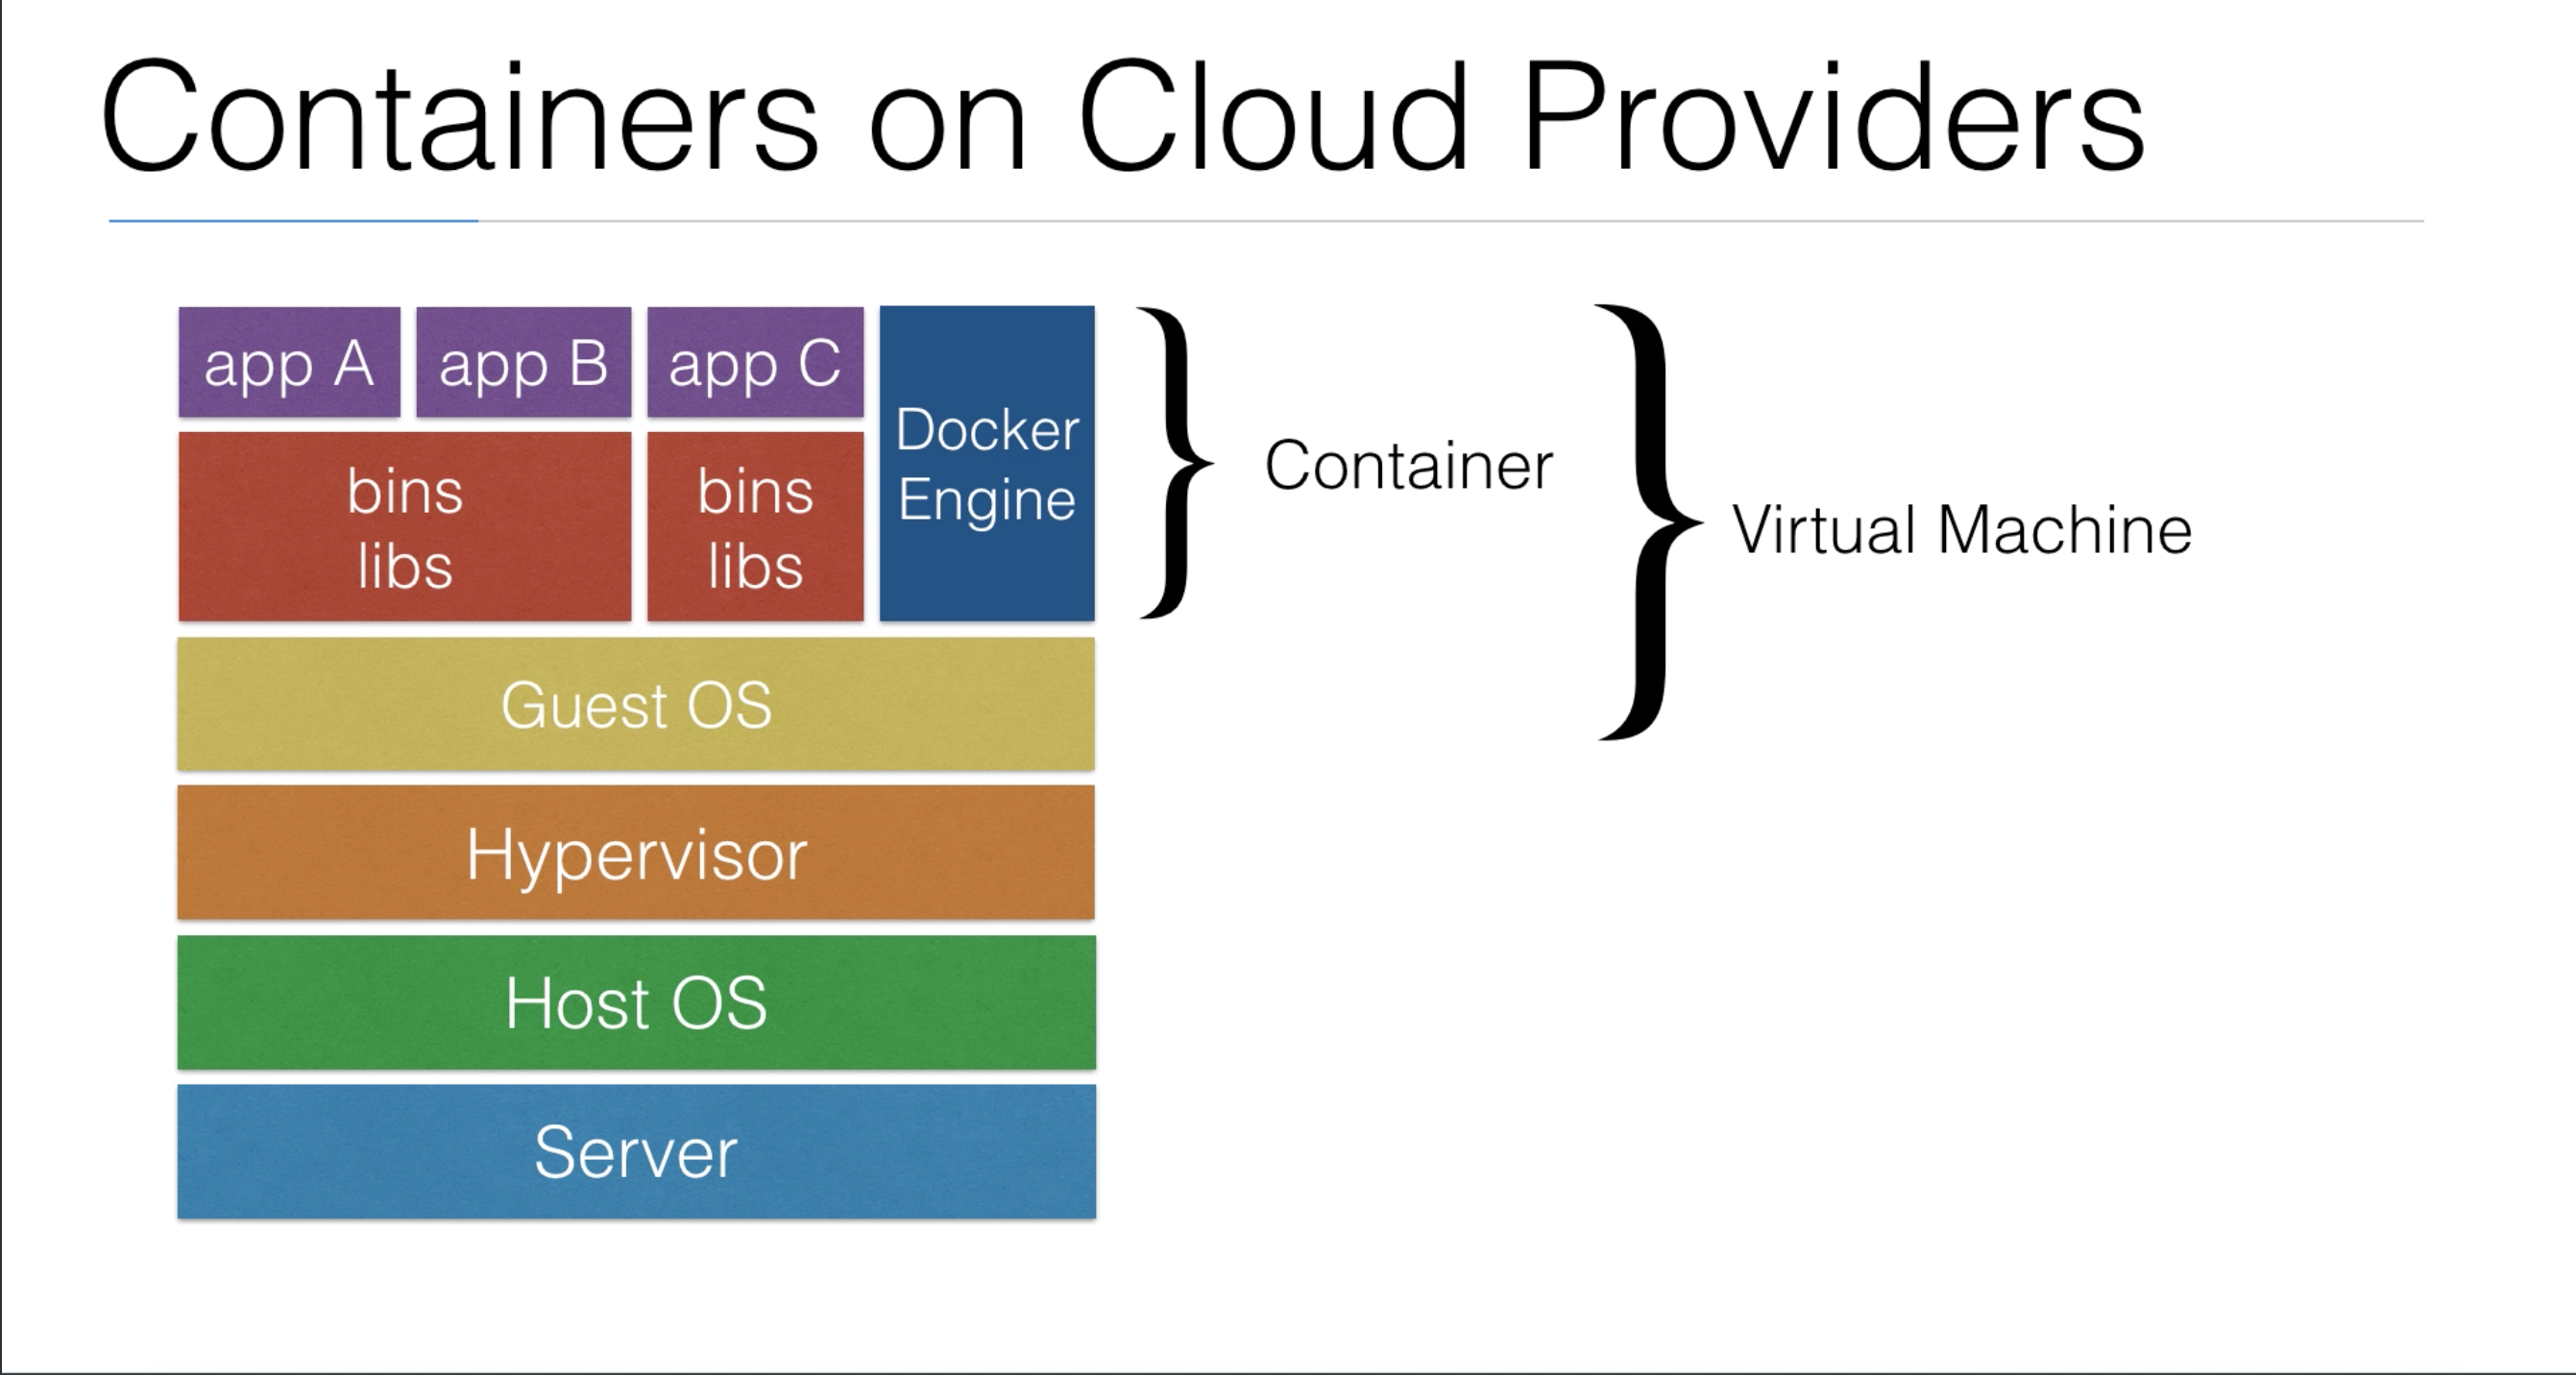 Containers on Cloud Providers
app A
app B
app C
Docker
Engine
bins
libs
bins
libs
Container
Virtual Machine
Guest OS
Hypervisor
Host OS
Server